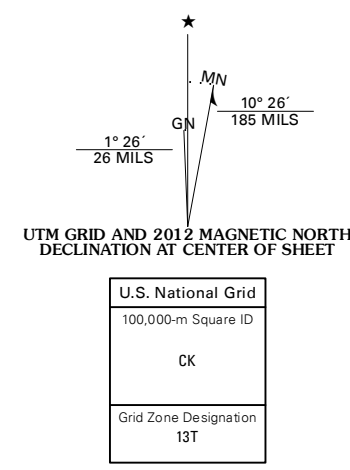 ★
MN
GN
10° 26´
185 MILS
1° 26´
26 MILS
UTM GRID AND 2012 MAGNETIC NORTH
DECLINATION AT CENTER OF SHEET
U.S. National Grid
100,000-m Square ID
CK
Grid Zone Designation
13T